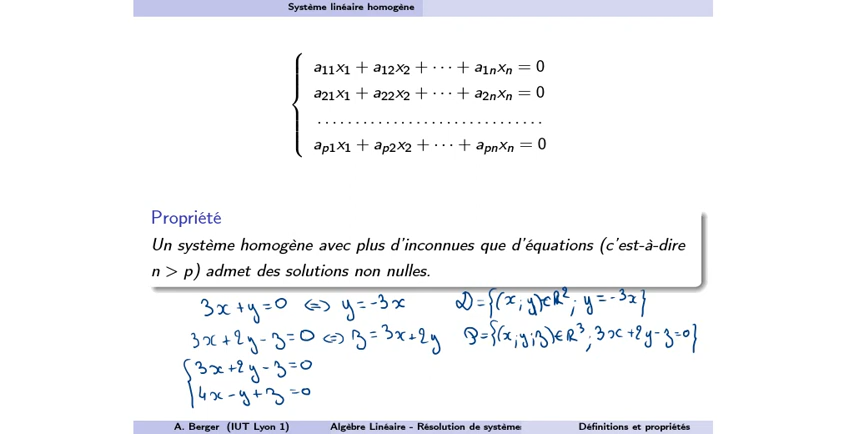 Système linéaire homogène
a11x1 + a12x2 + ··· + a1nxn = 0
a21x1 + a22x2 + ··· + a2nxn = 0
..............................
ap1x1 + ap2x2 + ··· + apnxn = 0
Propriété
Un système homogène avec plus d'inconnues que d'équations (c'est-à-dire
n > p) admet des solutions non nulles.
3x+y=0 ⇔ y=-3x D={(x;y)∈R²; y=-3x}
3x+2y-z=0 ⇔ z=3x+2y P={(x;y;z)∈R³; 3x+2y-z=0}
3x+2y-z=0
4x-y+z=0
A. Berger (IUT Lyon 1) Algèbre Linéaire - Résolution de système Définitions et propriétés